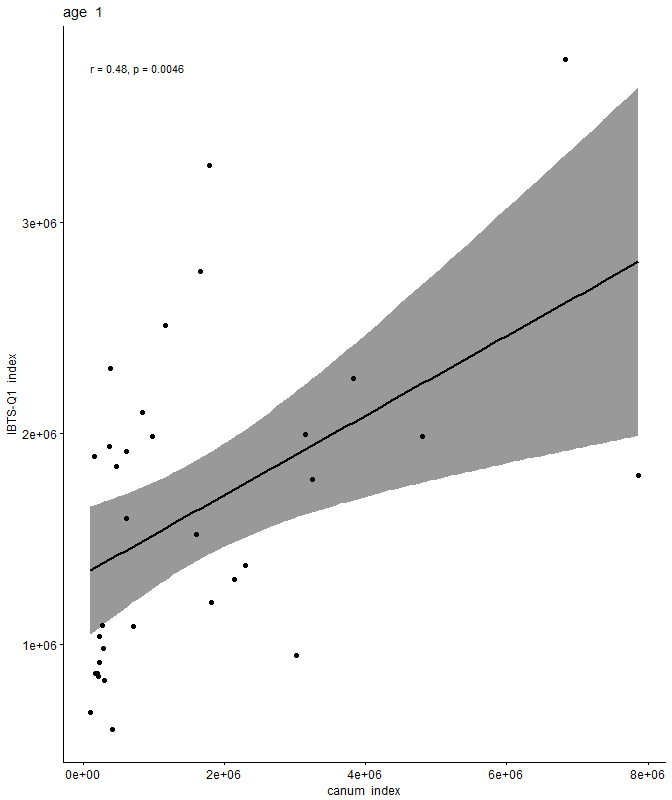 age 1
r = 0.48, p = 0.0046
3e+06
2e+06
1e+06
IBTS-Q1 index
0e+00 2e+06 4e+06 6e+06 8e+06
canum index